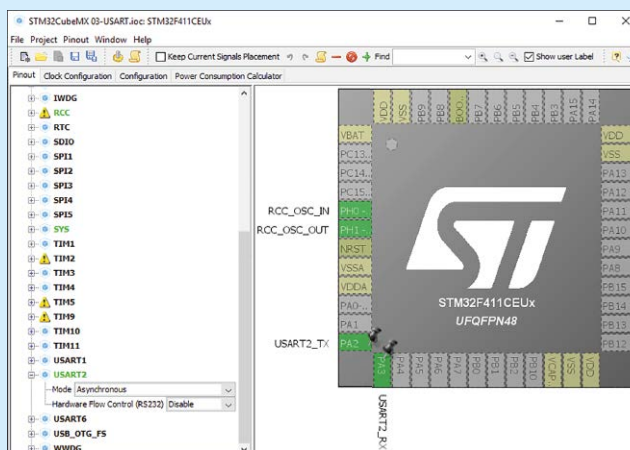 STM32CubeMX 03-USART.ioc: STM32F411CEUx
File Project Pinout Window Help
Keep Current Signals Placement Find Show user Label
Pinout Clock Configuration Configuration Power Consumption Calculator
IWDG
RCC
RTC
SDIO
SPI1
SPI2
SPI3
SPI4
SPI5
SYS
TIM1
TIM2
TIM3
TIM4
TIM5
TIM9
TIM10
TIM11
USART1
USART2
Mode Asynchronous
Hardware Flow Control (RS232) Disable
USART6
USB_OTG_FS
WWDG
VDD VSS PB9 PB8 BOO... PB7 PB6 PB5 PB4 PB3 PA15 PA14
VBAT
PC13...
PC14...
PC15...
RCC_OSC_IN PH0 -
RCC_OSC_OUT PH1 -
NRST
VSSA
VDDA
PA0-...
PA1
USART2_TX PA2
VDD
VSS
PA13
PA12
PA11
PA10
PA9
PA8
PB15
PB14
PB13
PB12
ST
STM32F411CEUx
UFQFPN48
PA3 PA4 PA5 PA6 PA7 PB0 PB1 PB2 PB10 VCAP... VSS VDD
USART2_RX